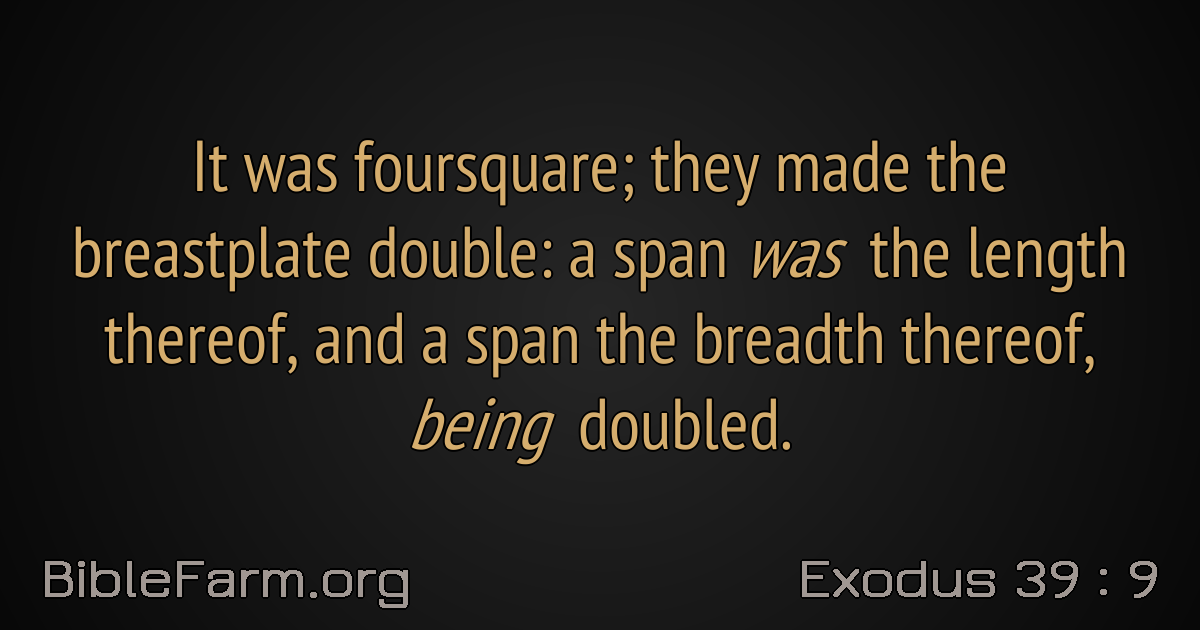 It was foursquare; they made the
breastplate double: a span was the length
thereof, and a span the breadth thereof,
being doubled.
BibleFarm.org
Exodus 39 : 9